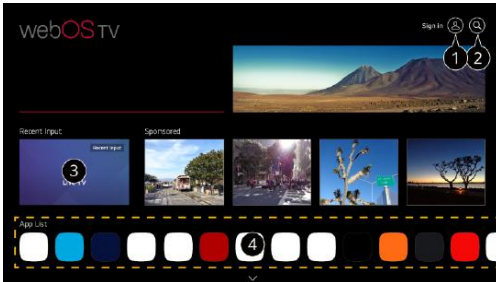 webOS TV
Sign in
1 2
Recent Input
Sponsored
Recent Input
3
App List
4